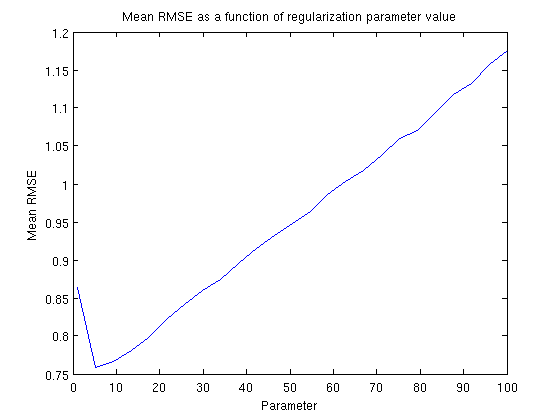 Mean RMSE as a function of regularization parameter value
1.2
1.15
1.1
1.05
1
0.95
0.9
0.85
0.8
0.75
Mean RMSE
0 10 20 30 40 50 60 70 80 90 100
Parameter